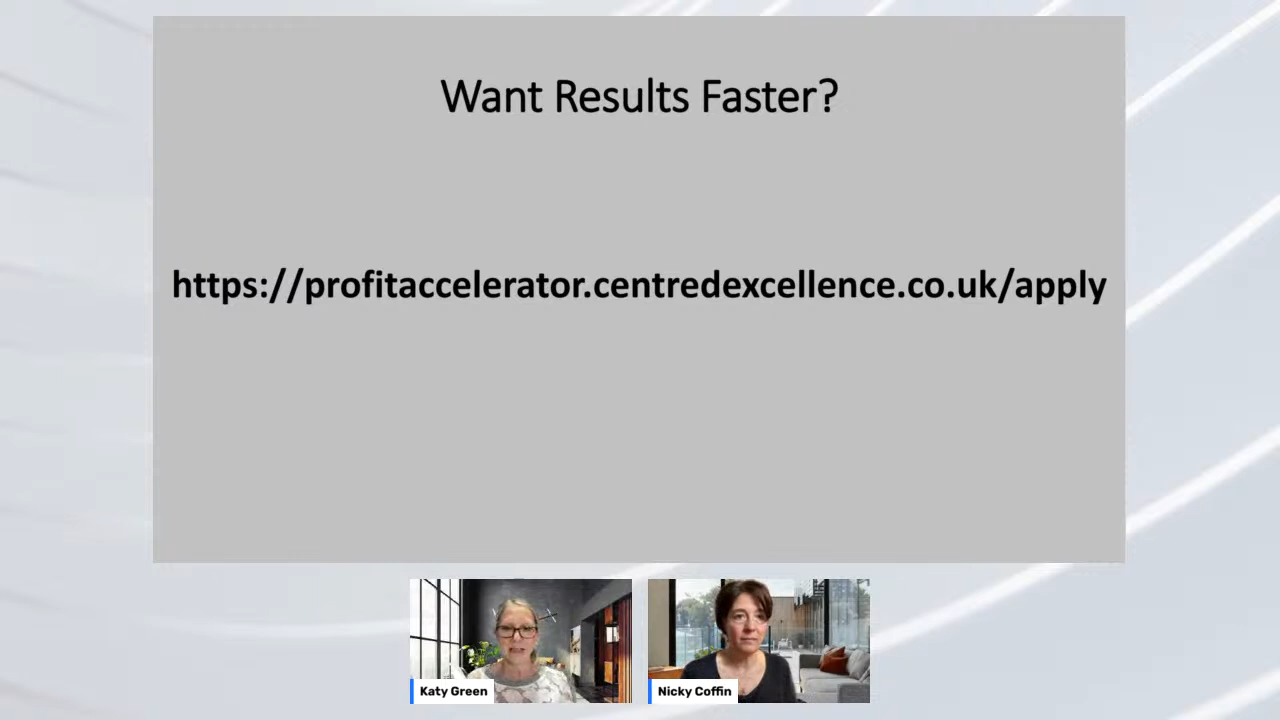 Want Results Faster?
https://profitaccelerator.centredexcellence.co.uk/apply
Katy Green
Nicky Coffin